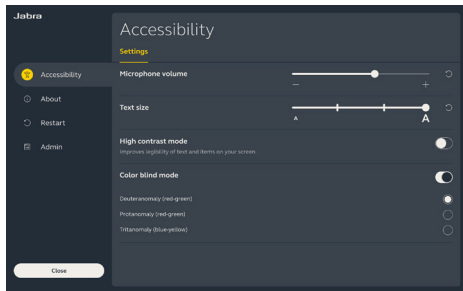 Jabra
Accessibility
Settings
Accessibility
About
Restart
Admin
Microphone volume
Text size
A
A
High contrast mode
Improves legibility of text and items on your screen
Color blind mode
Deuteranomaly (red-green)
Protanomaly (red-green)
Tritanomaly (blue-yellow)
Close